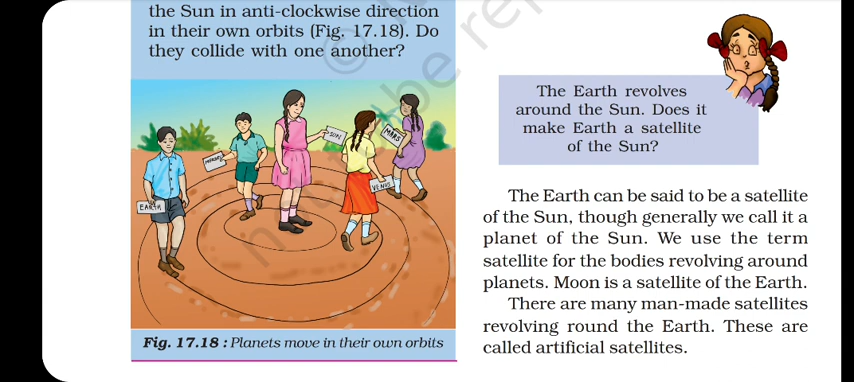 the Sun in anti-clockwise direction
in their own orbits (Fig. 17.18). Do
they collide with one another?
MERCURY
SUN
MARS
EARTH
VENUS
Fig. 17.18 : Planets move in their own orbits
The Earth revolves
around the Sun. Does it
make Earth a satellite
of the Sun?
The Earth can be said to be a satellite
of the Sun, though generally we call it a
planet of the Sun. We use the term
satellite for the bodies revolving around
planets. Moon is a satellite of the Earth.
There are many man-made satellites
revolving round the Earth. These are
called artificial satellites.